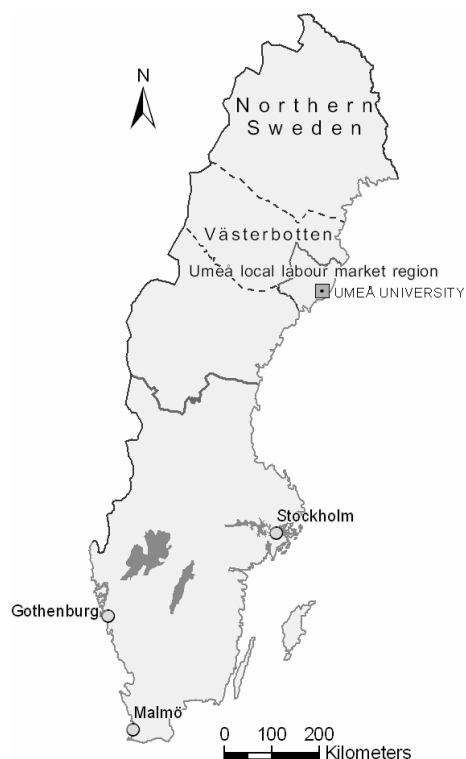 N
Northern
Sweden
Västerbotten
Umeå local labour market region
UMEÅ UNIVERSITY
Stockholm
Gothenburg
Malmö
0 100 200
Kilometers